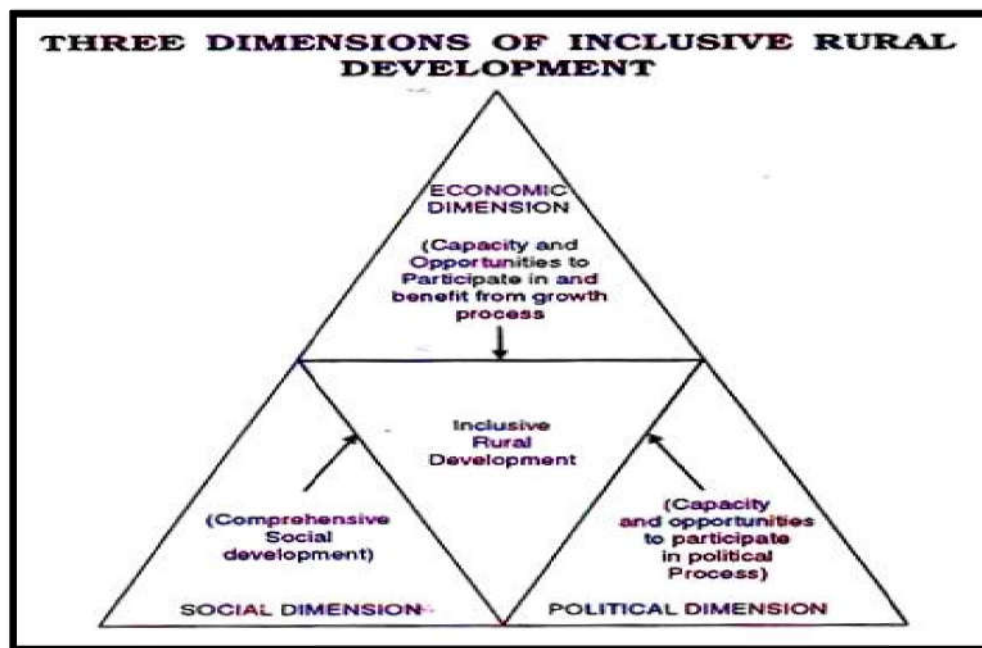 THREE DIMENSIONS OF INCLUSIVE RURAL
DEVELOPMENT
ECONOMIC
DIMENSION
(Capacity and
Opportunities to
Participate in and
benefit from growth
process
Inclusive
Rural
Development
(Comprehensive
Social
development)
SOCIAL DIMENSION
(Capacity
and opportunities
to participate
in political
Process)
POLITICAL DIMENSION